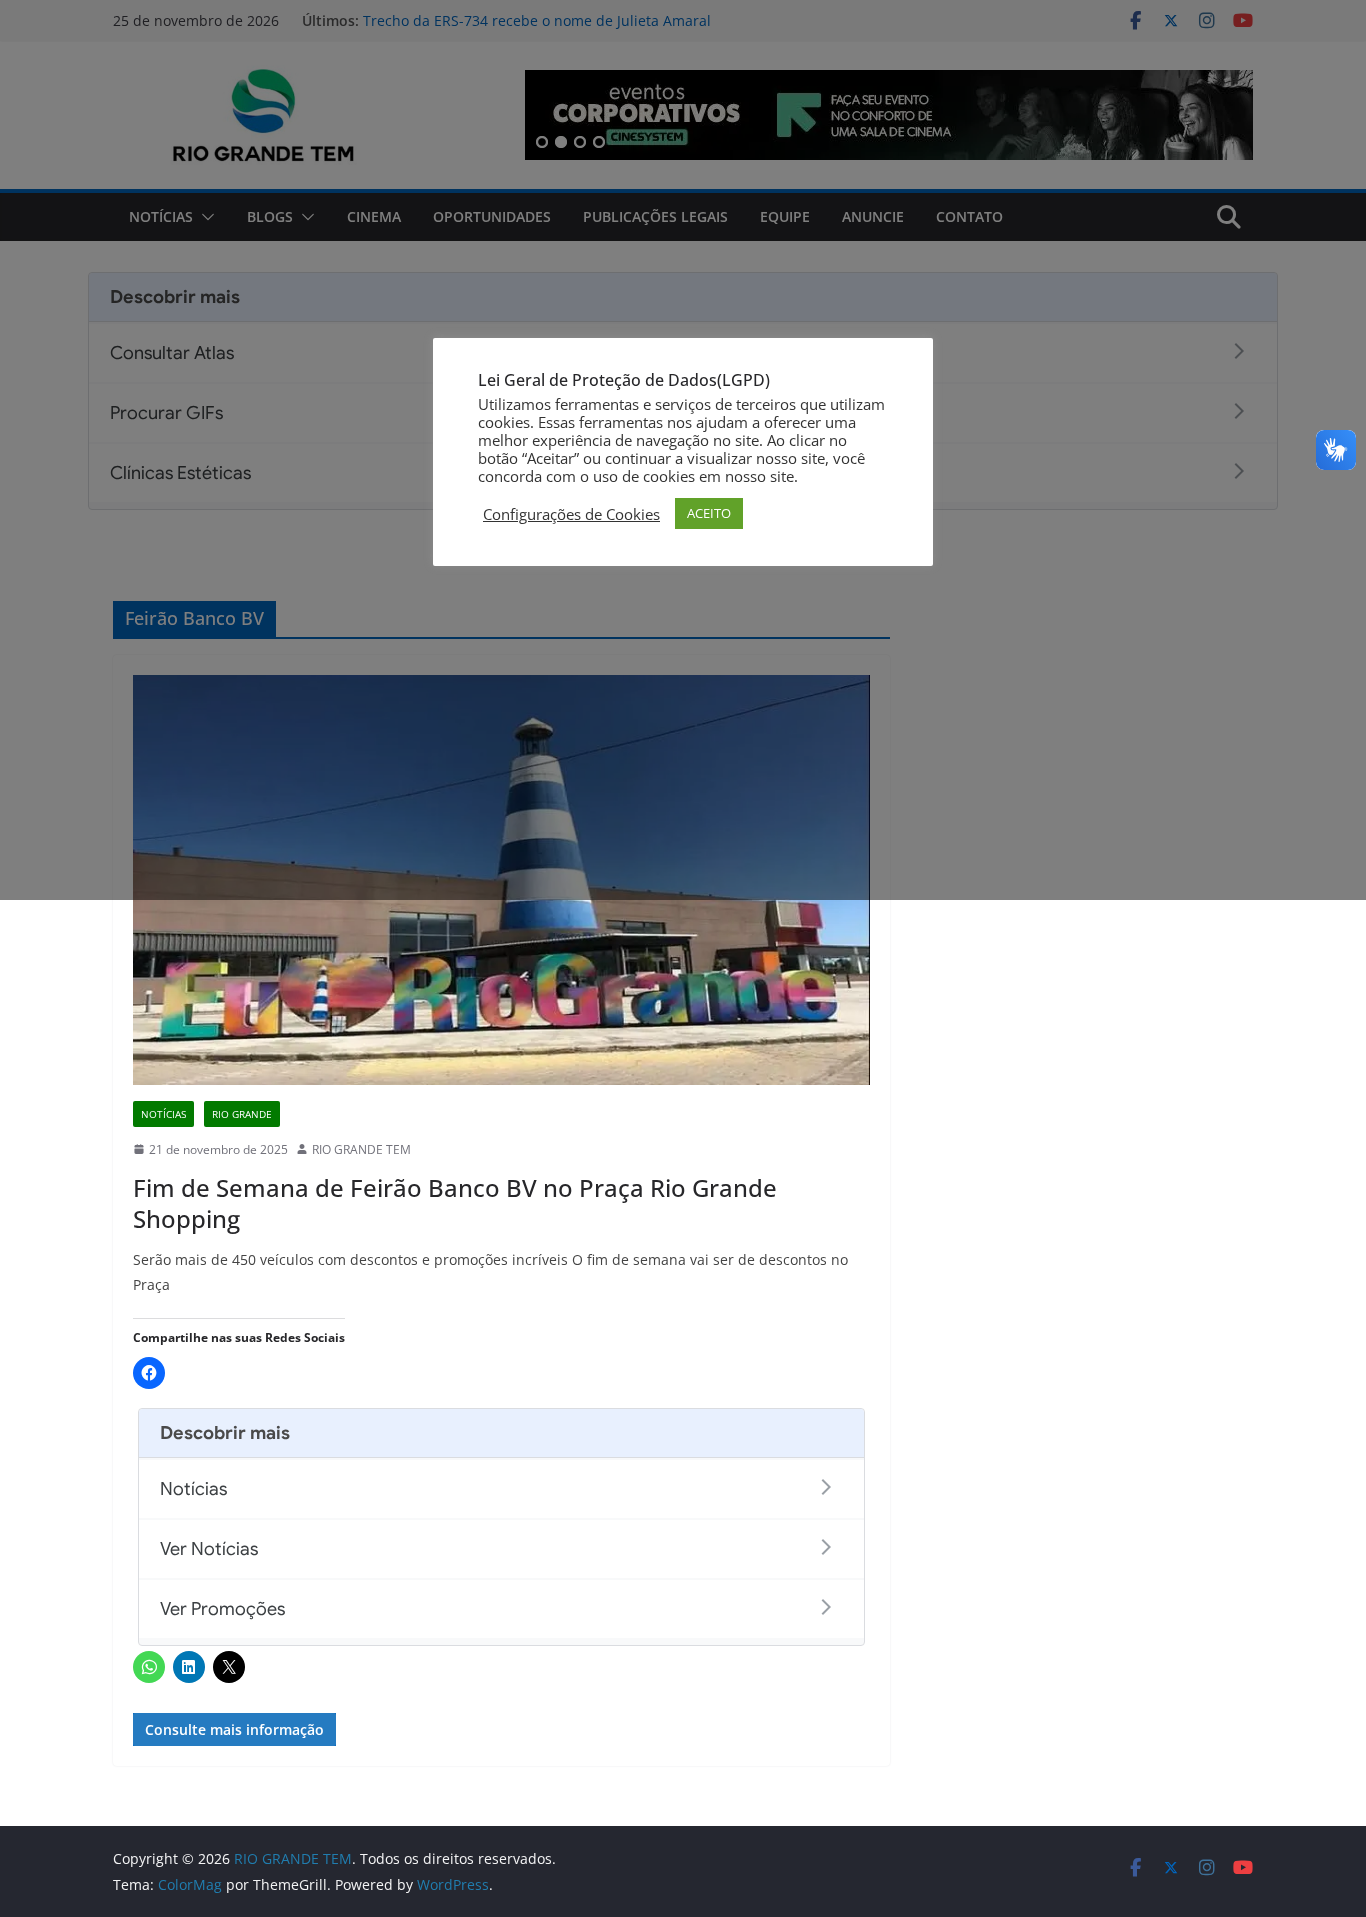 25 de novembro de 2026
Últimos: Trecho da ERS-734 recebe o nome de Julieta Amaral
RIO GRANDE TEM
eventos
CORPORATIVOS
CINESYSTEM
FAÇA SEU EVENTO
NO CONFORTO DE
UMA SALA DE CINEMA
NOTÍCIAS
BLOGS
CINEMA
OPORTUNIDADES
PUBLICAÇÕES LEGAIS
EQUIPE
ANUNCIE
CONTATO
Descobrir mais
Consultar Atlas
Procurar GIFs
Clínicas Estéticas
Lei Geral de Proteção de Dados(LGPD)
Utilizamos ferramentas e serviços de terceiros que utilizam
cookies. Essas ferramentas nos ajudam a oferecer uma
melhor experiência de navegação no site. Ao clicar no
botão “Aceitar” ou continuar a visualizar nosso site, você
concorda com o uso de cookies em nosso site.
Configurações de Cookies
ACEITO
Feirão Banco BV
Eu RioGrande
NOTÍCIAS
RIO GRANDE
21 de novembro de 2025
RIO GRANDE TEM
Fim de Semana de Feirão Banco BV no Praça Rio Grande
Shopping
Serão mais de 450 veículos com descontos e promoções incríveis O fim de semana vai ser de descontos no
Praça
Compartilhe nas suas Redes Sociais
Descobrir mais
Notícias
Ver Notícias
Ver Promoções
Consulte mais informação
Copyright © 2026 RIO GRANDE TEM. Todos os direitos reservados.
Tema: ColorMag por ThemeGrill. Powered by WordPress.